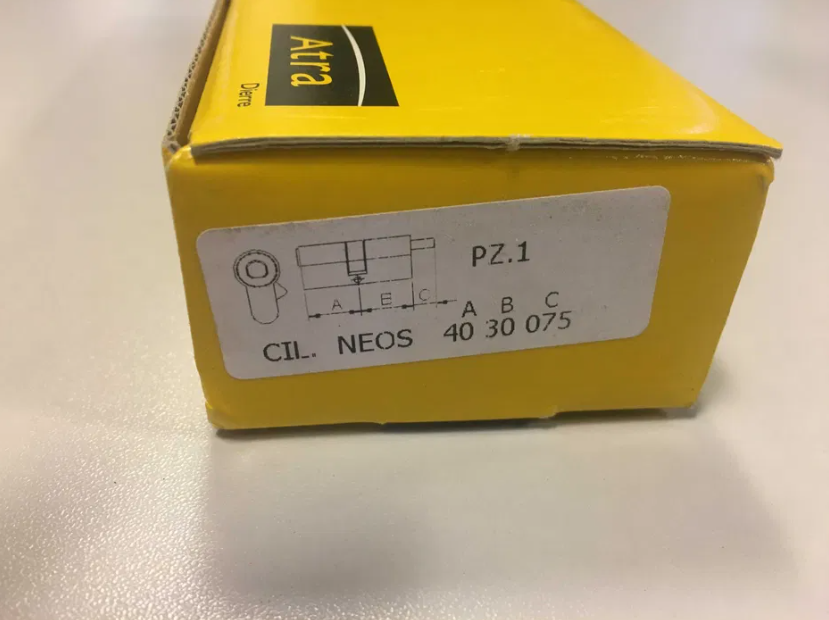 Atra
Dierre
PZ.1
A B C
A B C
CIL. NEOS 40 30 075